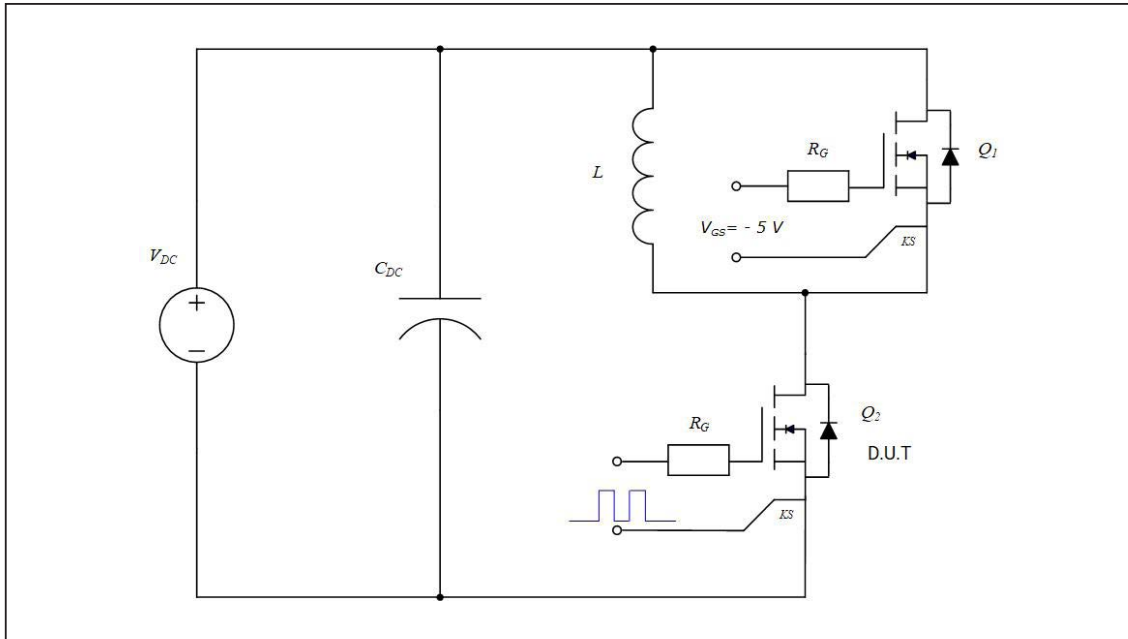 R_G
Q_1
L
V_GS= - 5 V
KS
V_DC
C_DC
+
−
R_G
Q_2
D.U.T
KS